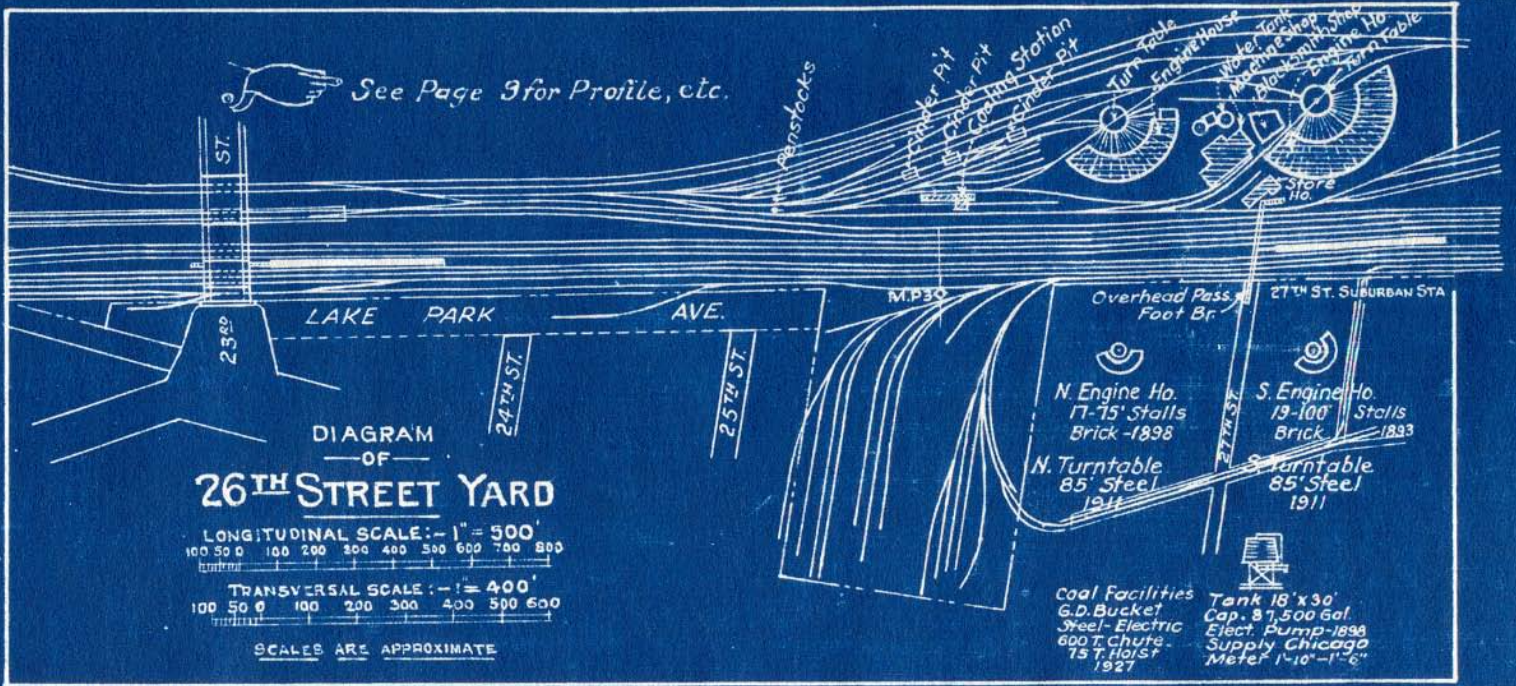 See Page 9 for Profile, etc.
Penstocks
Cinder Pit
Cinder Pit
Coaling Station
Cinder Pit
Turn Table
Engine House
Water Tank
Machine Shop
Blacksmith Shop
Engine Ho.
Turn Table
Store
Ho.
ST.
23RD
LAKE PARK AVE.
24TH ST.
25TH ST.
M.P.3
Overhead Pass.
Foot Br.
27TH ST. SUBURBAN STA
27TH ST.
N. Engine Ho.
17-75' Stalls
Brick-1898
N. Turntable
85' Steel
1911
S. Engine Ho.
19-100' Stalls
Brick 1893
S. Turntable
85' Steel
1911
DIAGRAM
OF
26TH STREET YARD
LONGITUDINAL SCALE:- 1" = 500'
100 50 0 100 200 300 400 500 600 700 800
TRANSVERSAL SCALE:- 1" = 400'
100 50 0 100 200 300 400 500 600
SCALES ARE APPROXIMATE
Coal Facilities
G.D. Bucket
Steel-Electric
600 T. Chute-
75 T. Hoist
1927
Tank 18' x 30'
Cap. 87,500 Gal.
Elect. Pump-1898
Supply Chicago
Meter 1-10"-1-6"